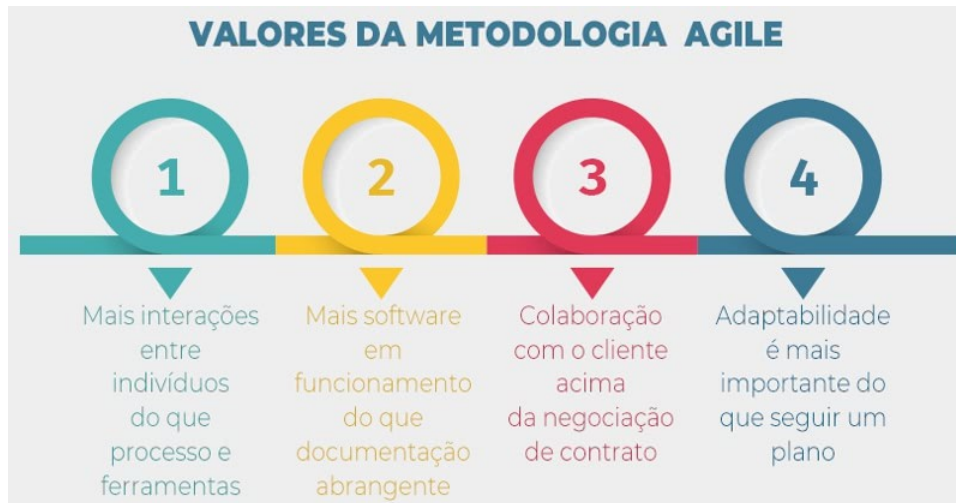 VALORES DA METODOLOGIA AGILE
1
2
3
4
Mais interações
entre
indivíduos
do que
processo e
ferramentas
Mais software
em
funcionamento
do que
documentação
abrangente
Colaboração
com o cliente
acima
da negociação
de contrato
Adaptabilidade
é mais
importante do
que seguir um
plano